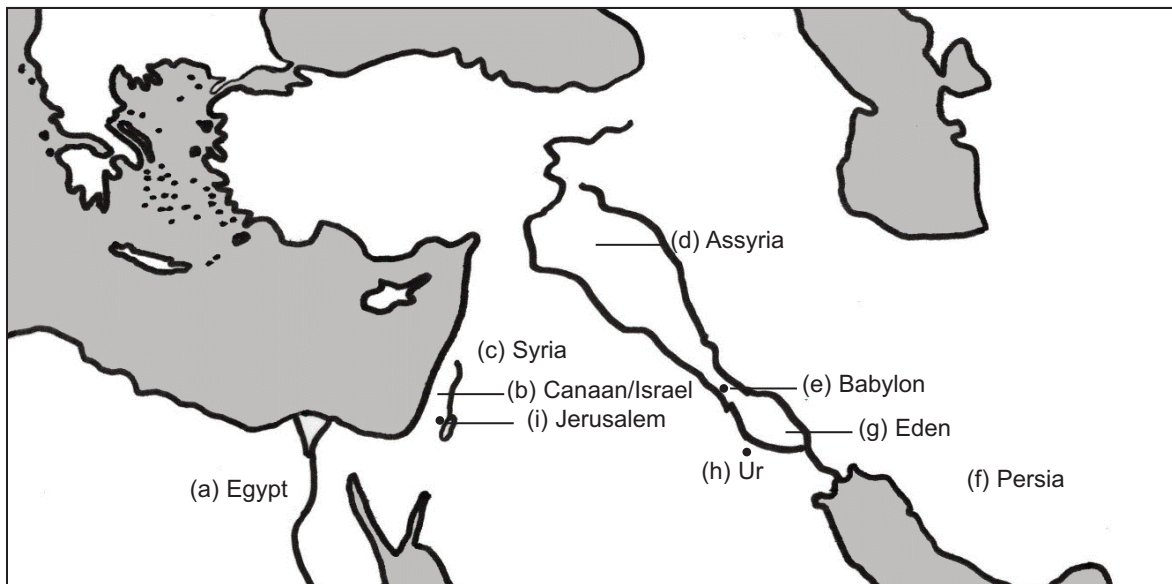 (d) Assyria
(c) Syria
(b) Canaan/Israel
(e) Babylon
(i) Jerusalem
(g) Eden
(h) Ur
(f) Persia
(a) Egypt